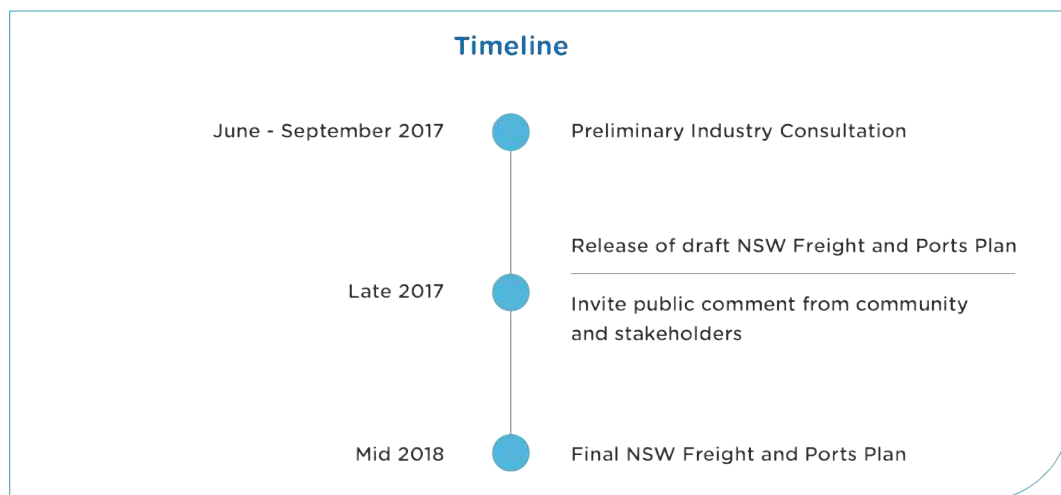 Timeline
June - September 2017
Preliminary Industry Consultation
Late 2017
Release of draft NSW Freight and Ports Plan
Invite public comment from community
and stakeholders
Mid 2018
Final NSW Freight and Ports Plan